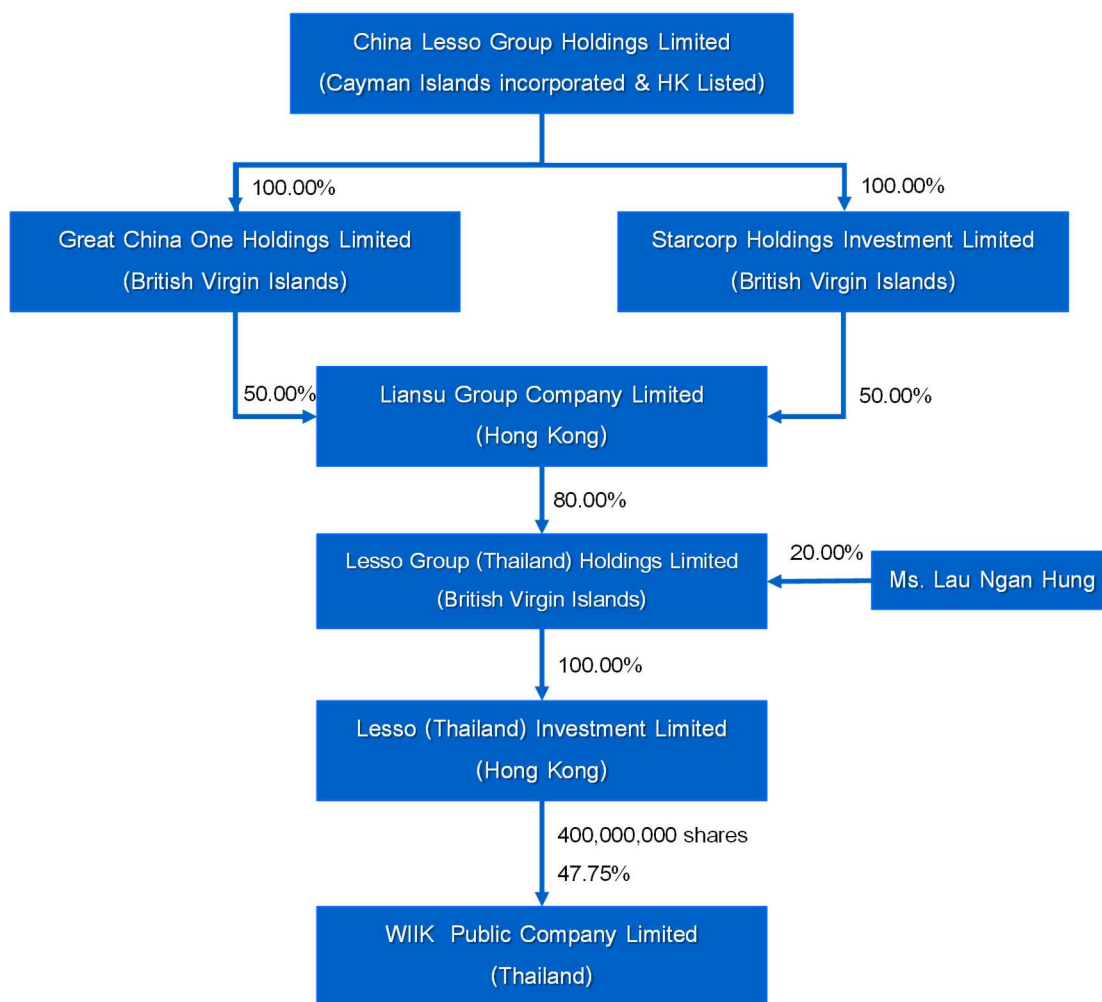 China Lesso Group Holdings Limited
(Cayman Islands incorporated & HK Listed)
100.00%
100.00%
Great China One Holdings Limited
(British Virgin Islands)
Starcorp Holdings Investment Limited
(British Virgin Islands)
50.00%
Liansu Group Company Limited
(Hong Kong)
50.00%
80.00%
Lesso Group (Thailand) Holdings Limited
(British Virgin Islands)
20.00%
Ms. Lau Ngan Hung
100.00%
Lesso (Thailand) Investment Limited
(Hong Kong)
400,000,000 shares
47.75%
WIIK Public Company Limited
(Thailand)